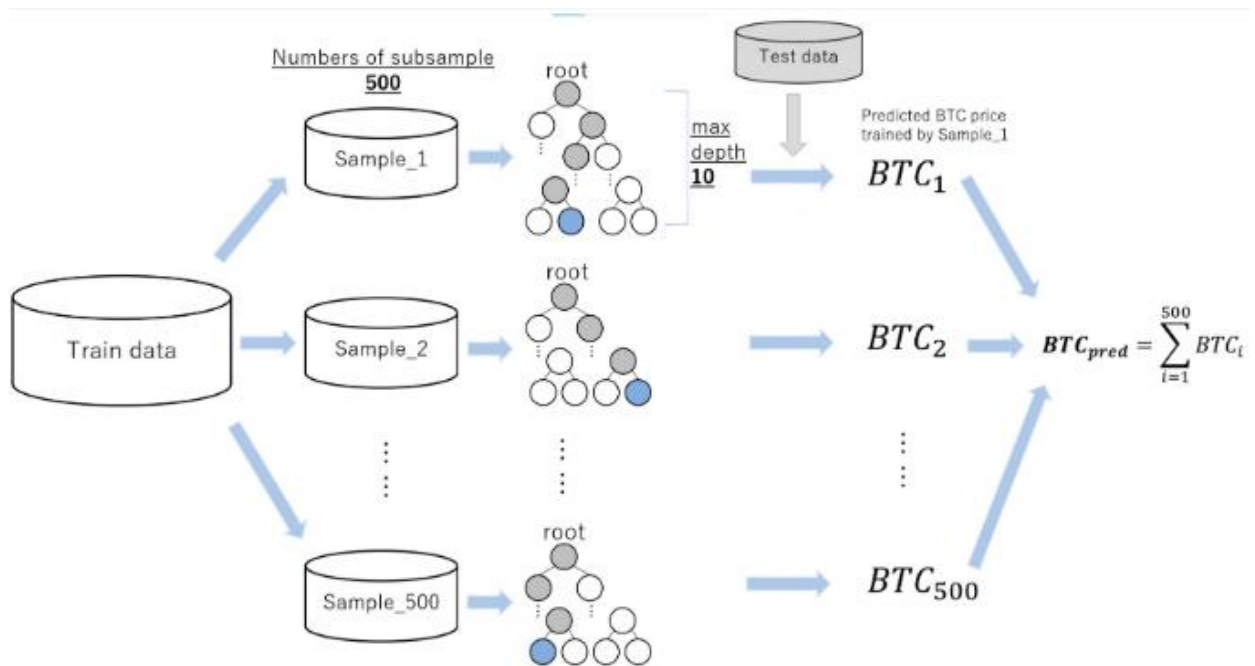 Numbers of subsample
500
root
Test data
Sample_1
max
depth
10
Predicted BTC price
trained by Sample_1
BTC₁
Train data
Sample_2
root
BTC₂
BTC_pred = ∑_{i=1}^{500} BTC_i
Sample_500
root
BTC₅₀₀